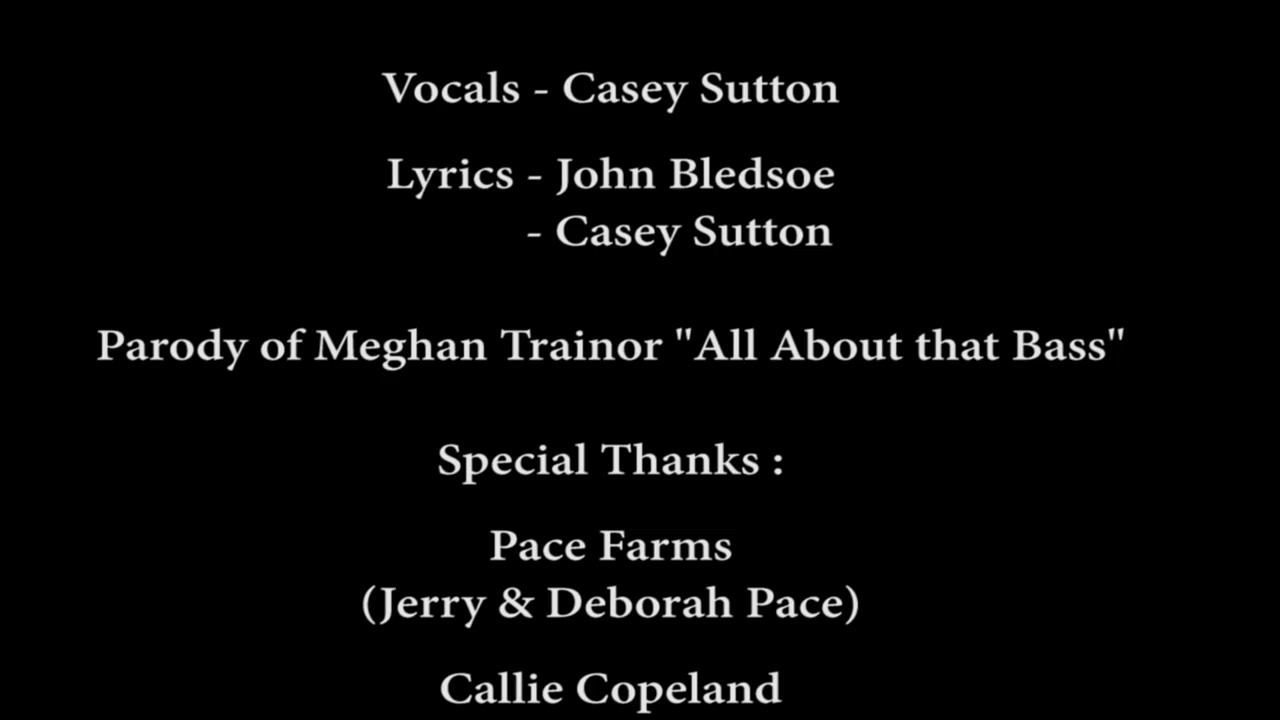 Vocals - Casey Sutton
Lyrics - John Bledsoe
- Casey Sutton
Parody of Meghan Trainor "All About that Bass"
Special Thanks :
Pace Farms
(Jerry & Deborah Pace)
Callie Copeland